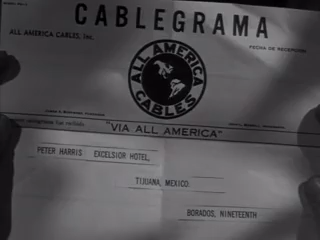 CABLEGRAMA
ALL AMERICA CABLES, Inc.
FECHA DE RECEPCION
ALL AMERICA
CABLES
"VIA ALL AMERICA"
PETER HARRIS EXCELSIOR HOTEL,
TIJUANA, MEXICO.
BORADOS, NINETEENTH